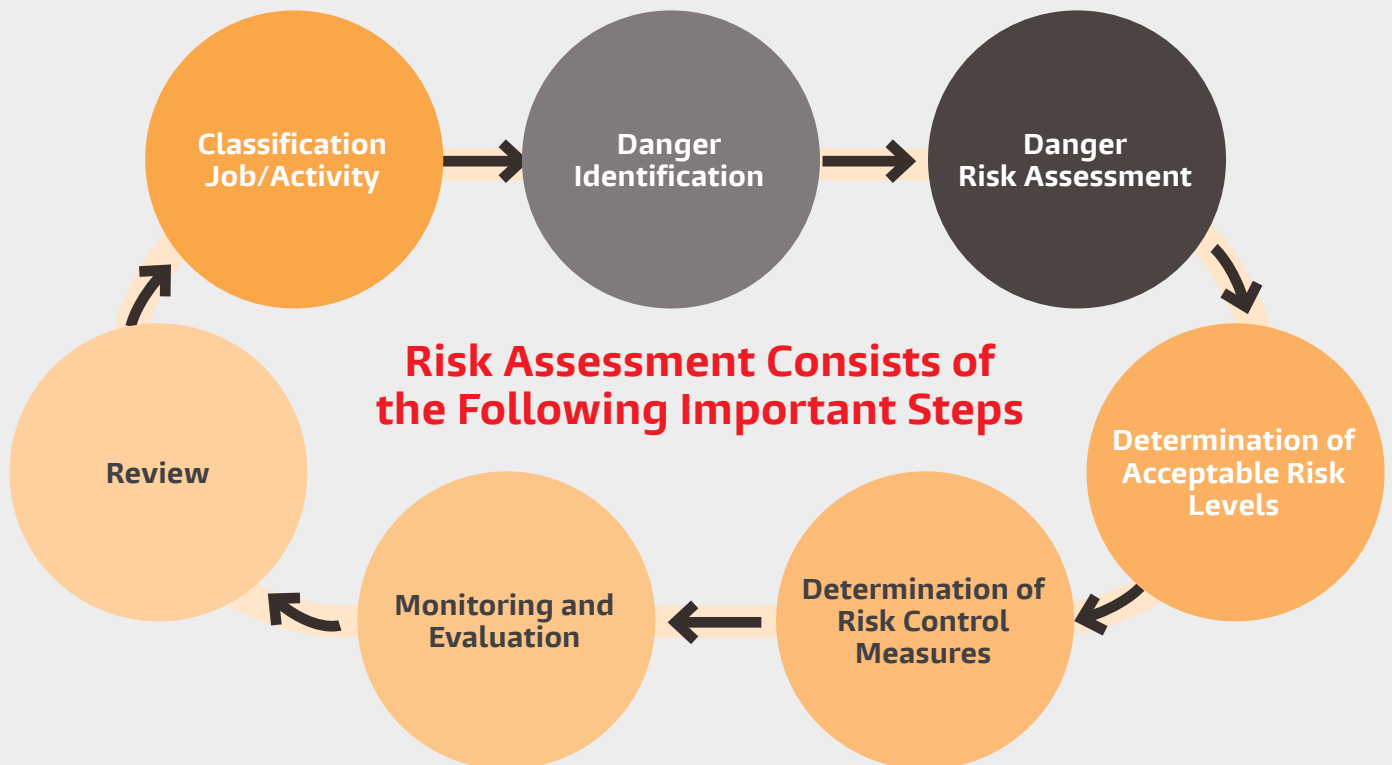 Classification
Job/Activity
Danger
Identification
Danger
Risk Assessment
Risk Assessment Consists of
the Following Important Steps
Determination of
Acceptable Risk
Levels
Determination of
Risk Control
Measures
Monitoring and
Evaluation
Review